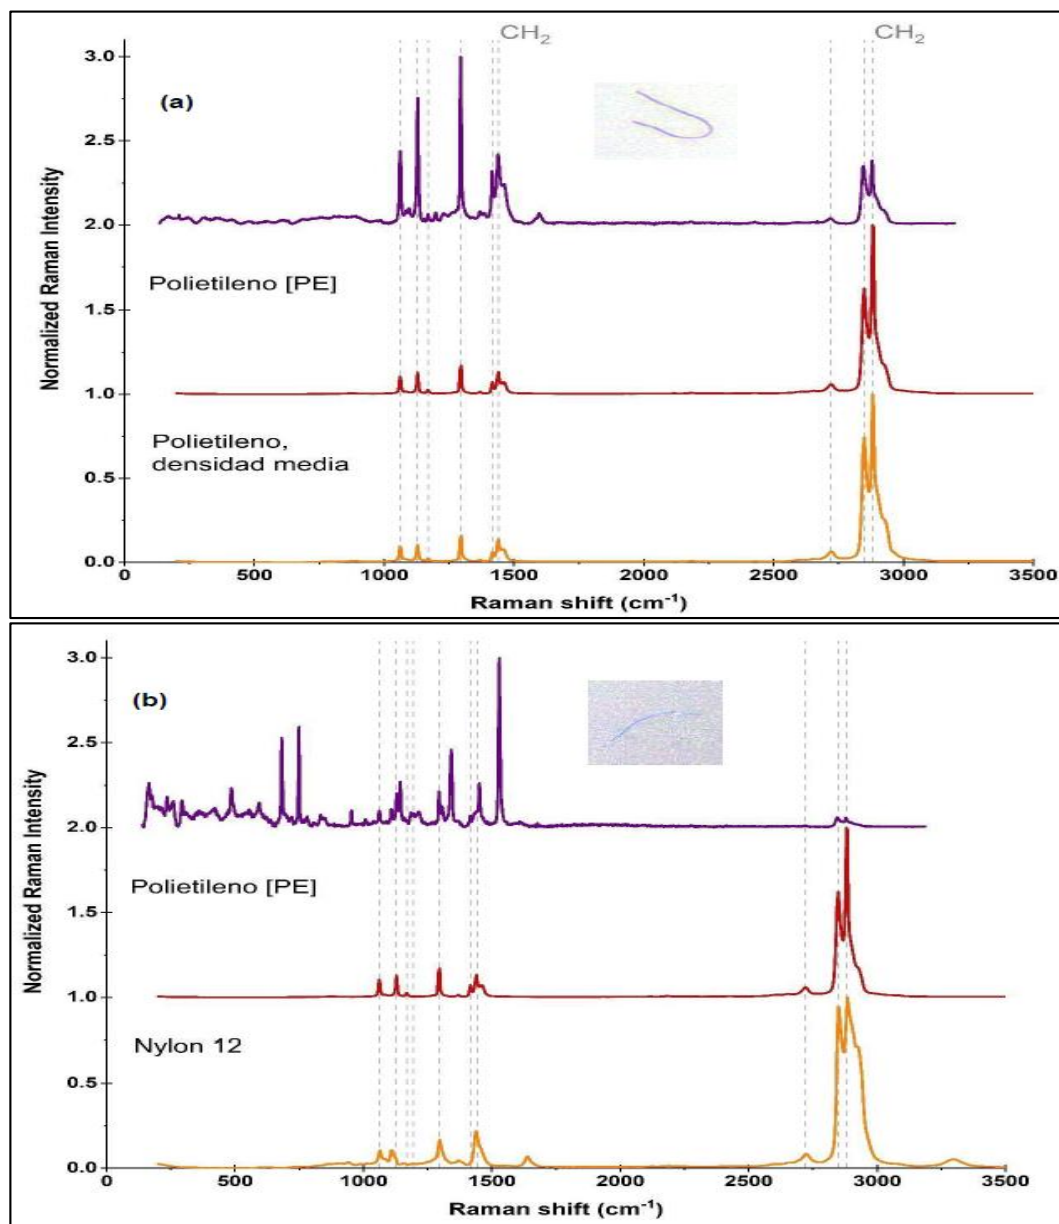 CH₂ CH₂
3.0
(a)
2.5
2.0
Polietileno [PE]
1.5
1.0
Polietileno,
densidad media
0.5
0.0
0 500 1000 1500 2000 2500 3000 3500
Normalized Raman Intensity
Raman shift (cm⁻¹)
3.0
(b)
2.5
2.0
Polietileno [PE]
1.5
1.0
Nylon 12
0.5
0.0
0 500 1000 1500 2000 2500 3000 3500
Normalized Raman Intensity
Raman shift (cm⁻¹)